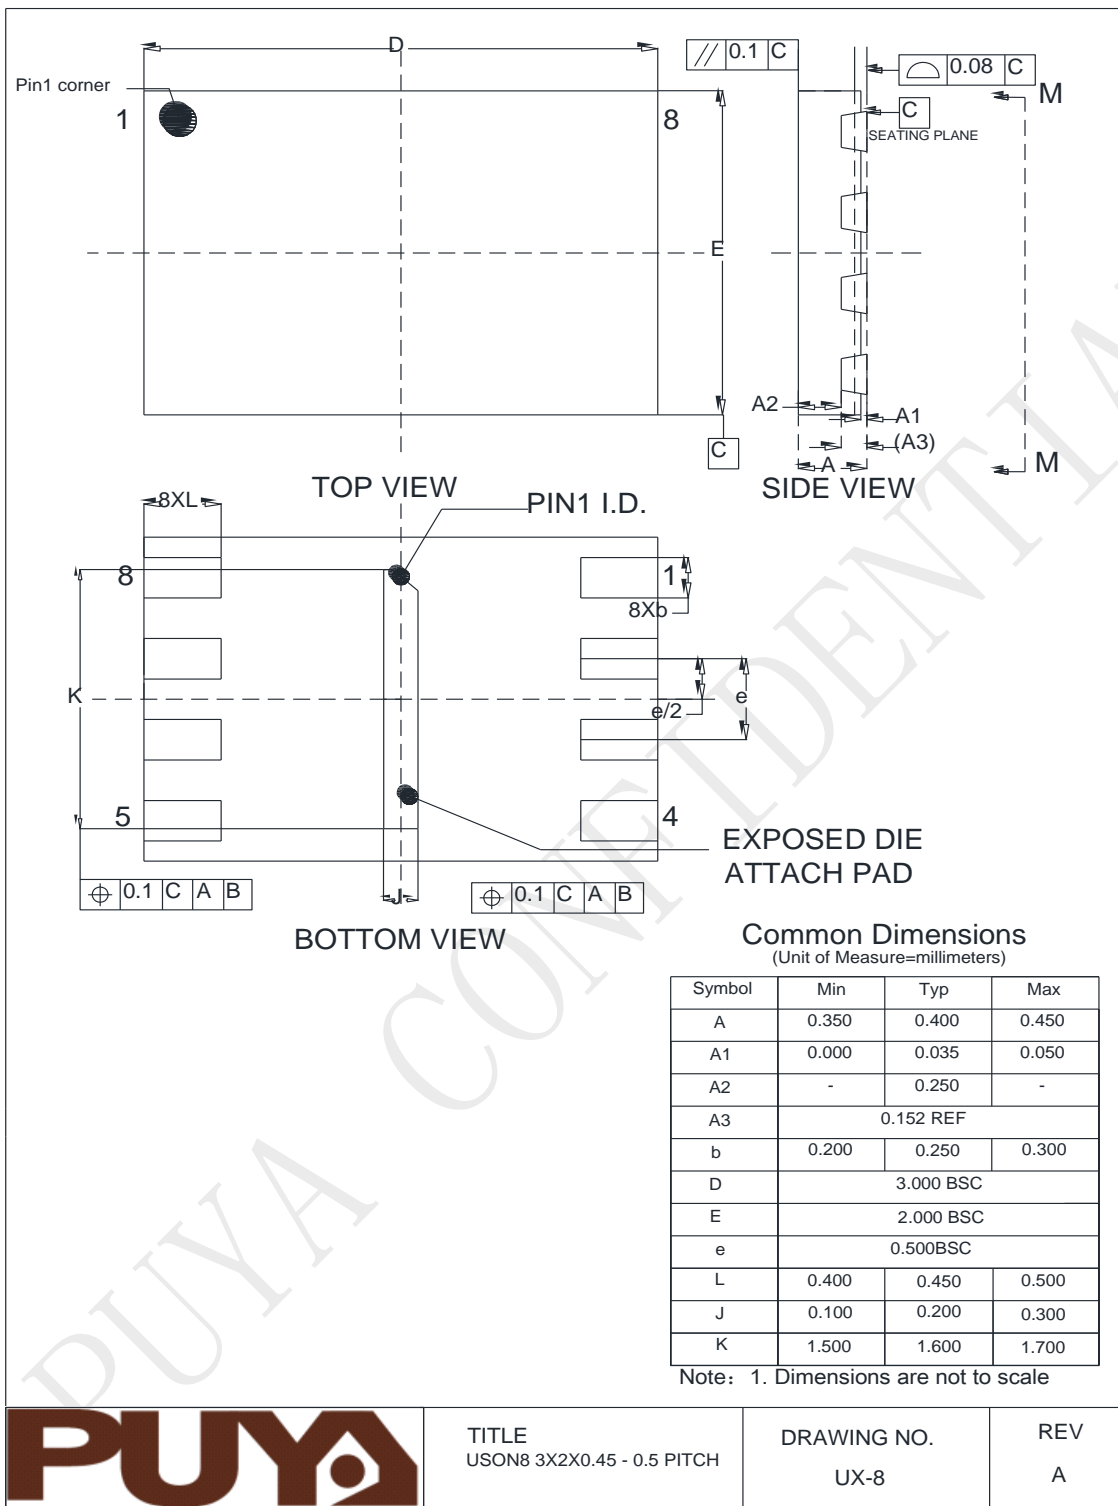 D
// 0.1 C
0.08 C
M
Pin1 corner
1
8
C
SEATING PLANE
E
A2
A1
(A3)
C
A
M
TOP VIEW
SIDE VIEW
8XL
PIN1 I.D.
8
1
8Xb
K
e/2
e
5
4
EXPOSED DIE
ATTACH PAD
0.1 C A B
J
0.1 C A B
BOTTOM VIEW
Common Dimensions
(Unit of Measure=millimeters)
Symbol Min Typ Max
A 0.350 0.400 0.450
A1 0.000 0.035 0.050
A2 - 0.250 -
A3 0.152 REF
b 0.200 0.250 0.300
D 3.000 BSC
E 2.000 BSC
e 0.500BSC
L 0.400 0.450 0.500
J 0.100 0.200 0.300
K 1.500 1.600 1.700
Note：1. Dimensions are not to scale
PUYA CONFIDENTIA
PUYA
TITLE
USON8 3X2X0.45 - 0.5 PITCH
DRAWING NO.
UX-8
REV
A